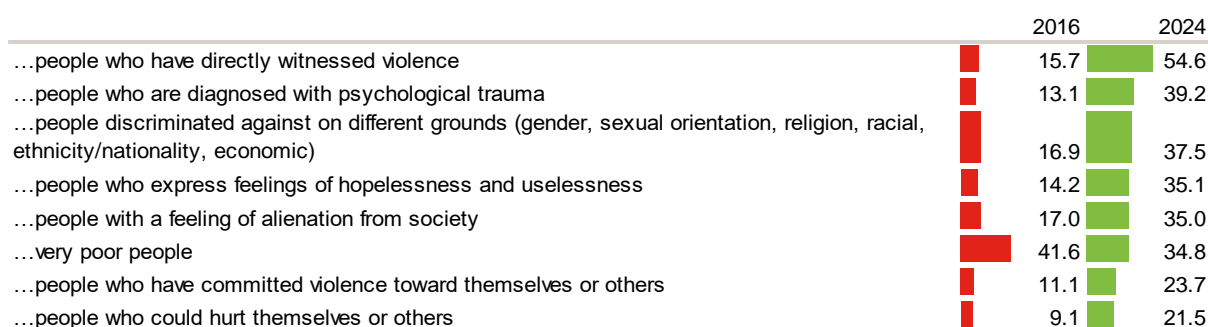 2016 2024
…people who have directly witnessed violence 15.7 54.6
…people who are diagnosed with psychological trauma 13.1 39.2
…people discriminated against on different grounds (gender, sexual orientation, religion, racial,
ethnicity/nationality, economic) 16.9 37.5
…people who express feelings of hopelessness and uselessness 14.2 35.1
…people with a feeling of alienation from society 17.0 35.0
…very poor people 41.6 34.8
…people who have committed violence toward themselves or others 11.1 23.7
…people who could hurt themselves or others 9.1 21.5